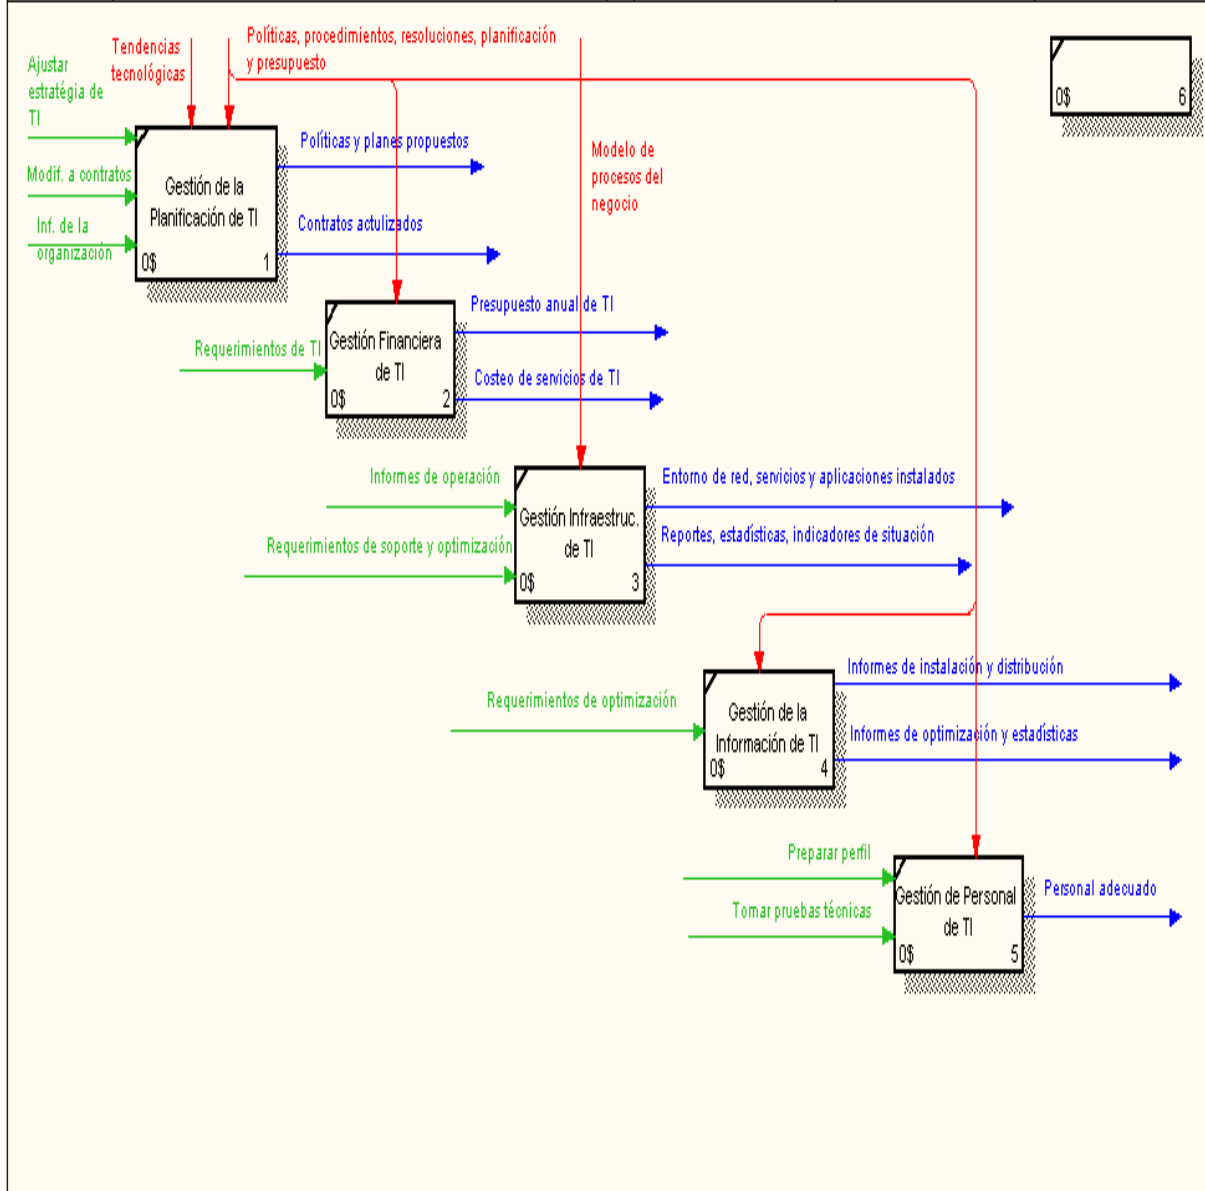 Tendencias
tecnológicas
Políticas, procedimientos, resoluciones, planificación
y presupuesto
Ajustar
estratégia de
TI
Modif. a contratos
Inf. de la
organización
Gestión de la
Planificación de TI
0$ 1
Políticas y planes propuestos
Contratos actulizados
Modelo de
procesos del
negocio
0$ 6
Requerimientos de TI
Gestión Financiera
de TI
0$ 2
Presupuesto anual de TI
Costeo de servicios de TI
Informes de operación
Requerimientos de soporte y optimización
Gestión Infraestruc.
de TI
0$ 3
Entorno de red, servicios y aplicaciones instalados
Reportes, estadísticas, indicadores de situación
Requerimientos de optimización
Gestión de la
Información de TI
0$ 4
Informes de instalación y distribución
Informes de optimización y estadísticas
Preparar perfil
Tomar pruebas técnicas
Gestión de Personal
de TI
0$ 5
Personal adecuado